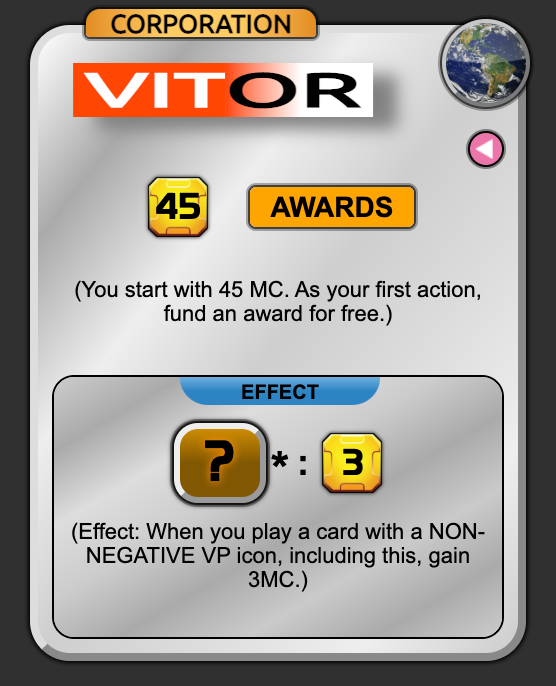 CORPORATION
VITOR
45 AWARDS
(You start with 45 MC. As your first action,
fund an award for free.)
EFFECT
? * : 3
(Effect: When you play a card with a NON-
NEGATIVE VP icon, including this, gain
3MC.)